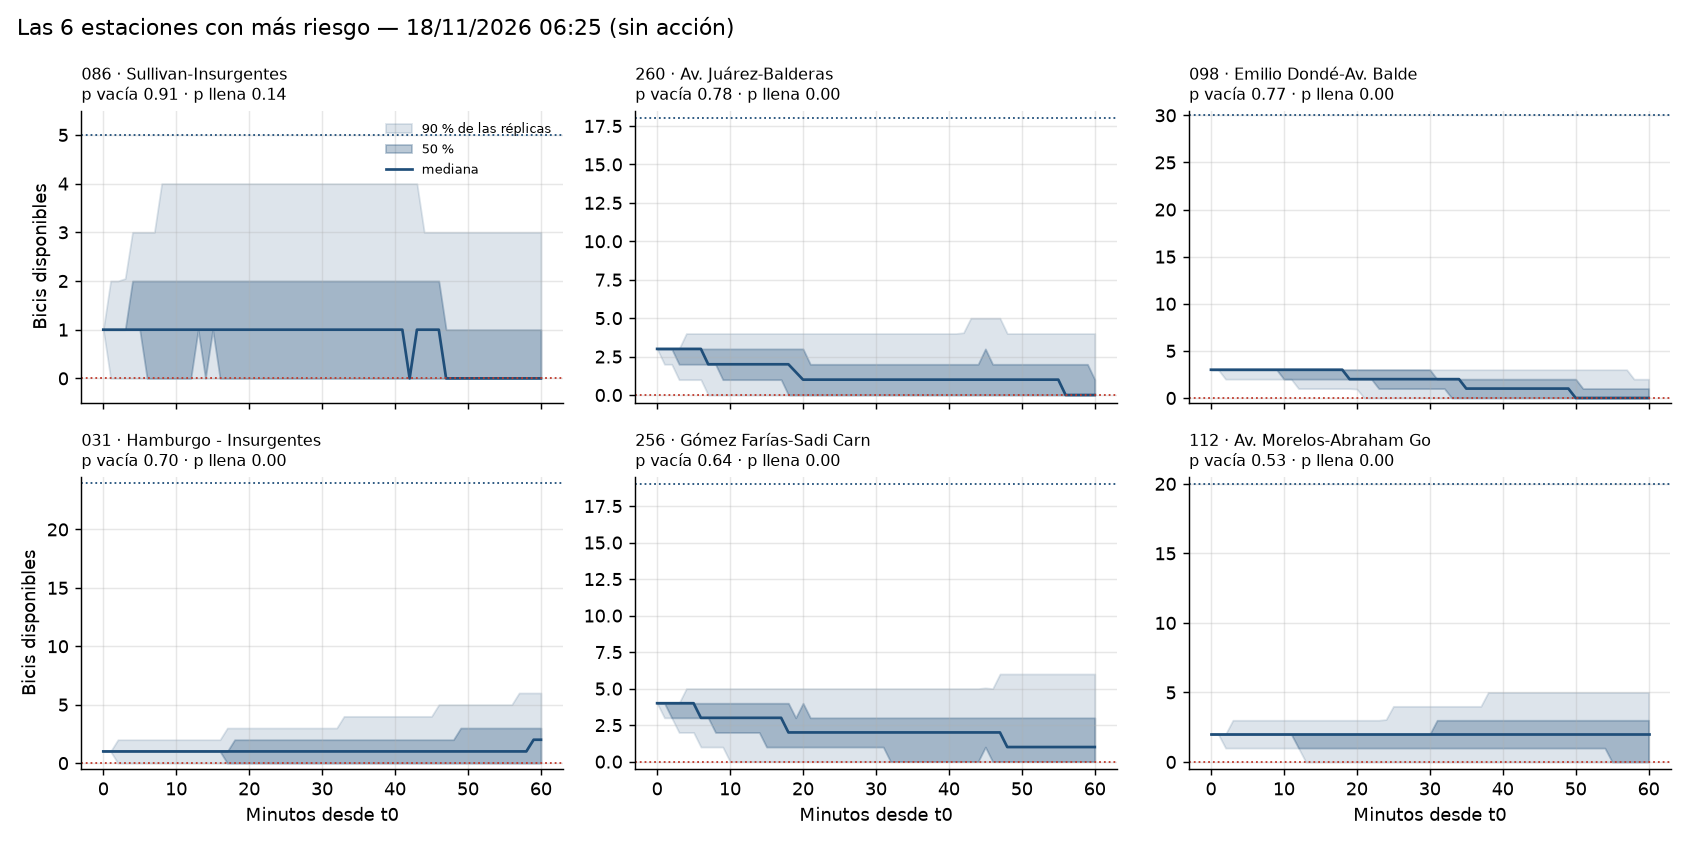 Las 6 estaciones con más riesgo — 18/11/2026 06:25 (sin acción)
086 · Sullivan-Insurgentes
p vacía 0.91 · p llena 0.14
5
4
3
2
1
0
Bicis disponibles
90 % de las réplicas
50 %
mediana
260 · Av. Juárez-Balderas
p vacía 0.78 · p llena 0.00
17.5
15.0
12.5
10.0
7.5
5.0
2.5
0.0
098 · Emilio Dondé-Av. Balde
p vacía 0.77 · p llena 0.00
30
25
20
15
10
5
0
031 · Hamburgo - Insurgentes
p vacía 0.70 · p llena 0.00
20
15
10
5
0
Bicis disponibles
0 10 20 30 40 50 60
Minutos desde t0
256 · Gómez Farías-Sadi Carn
p vacía 0.64 · p llena 0.00
17.5
15.0
12.5
10.0
7.5
5.0
2.5
0.0
0 10 20 30 40 50 60
Minutos desde t0
112 · Av. Morelos-Abraham Go
p vacía 0.53 · p llena 0.00
20
15
10
5
0
0 10 20 30 40 50 60
Minutos desde t0